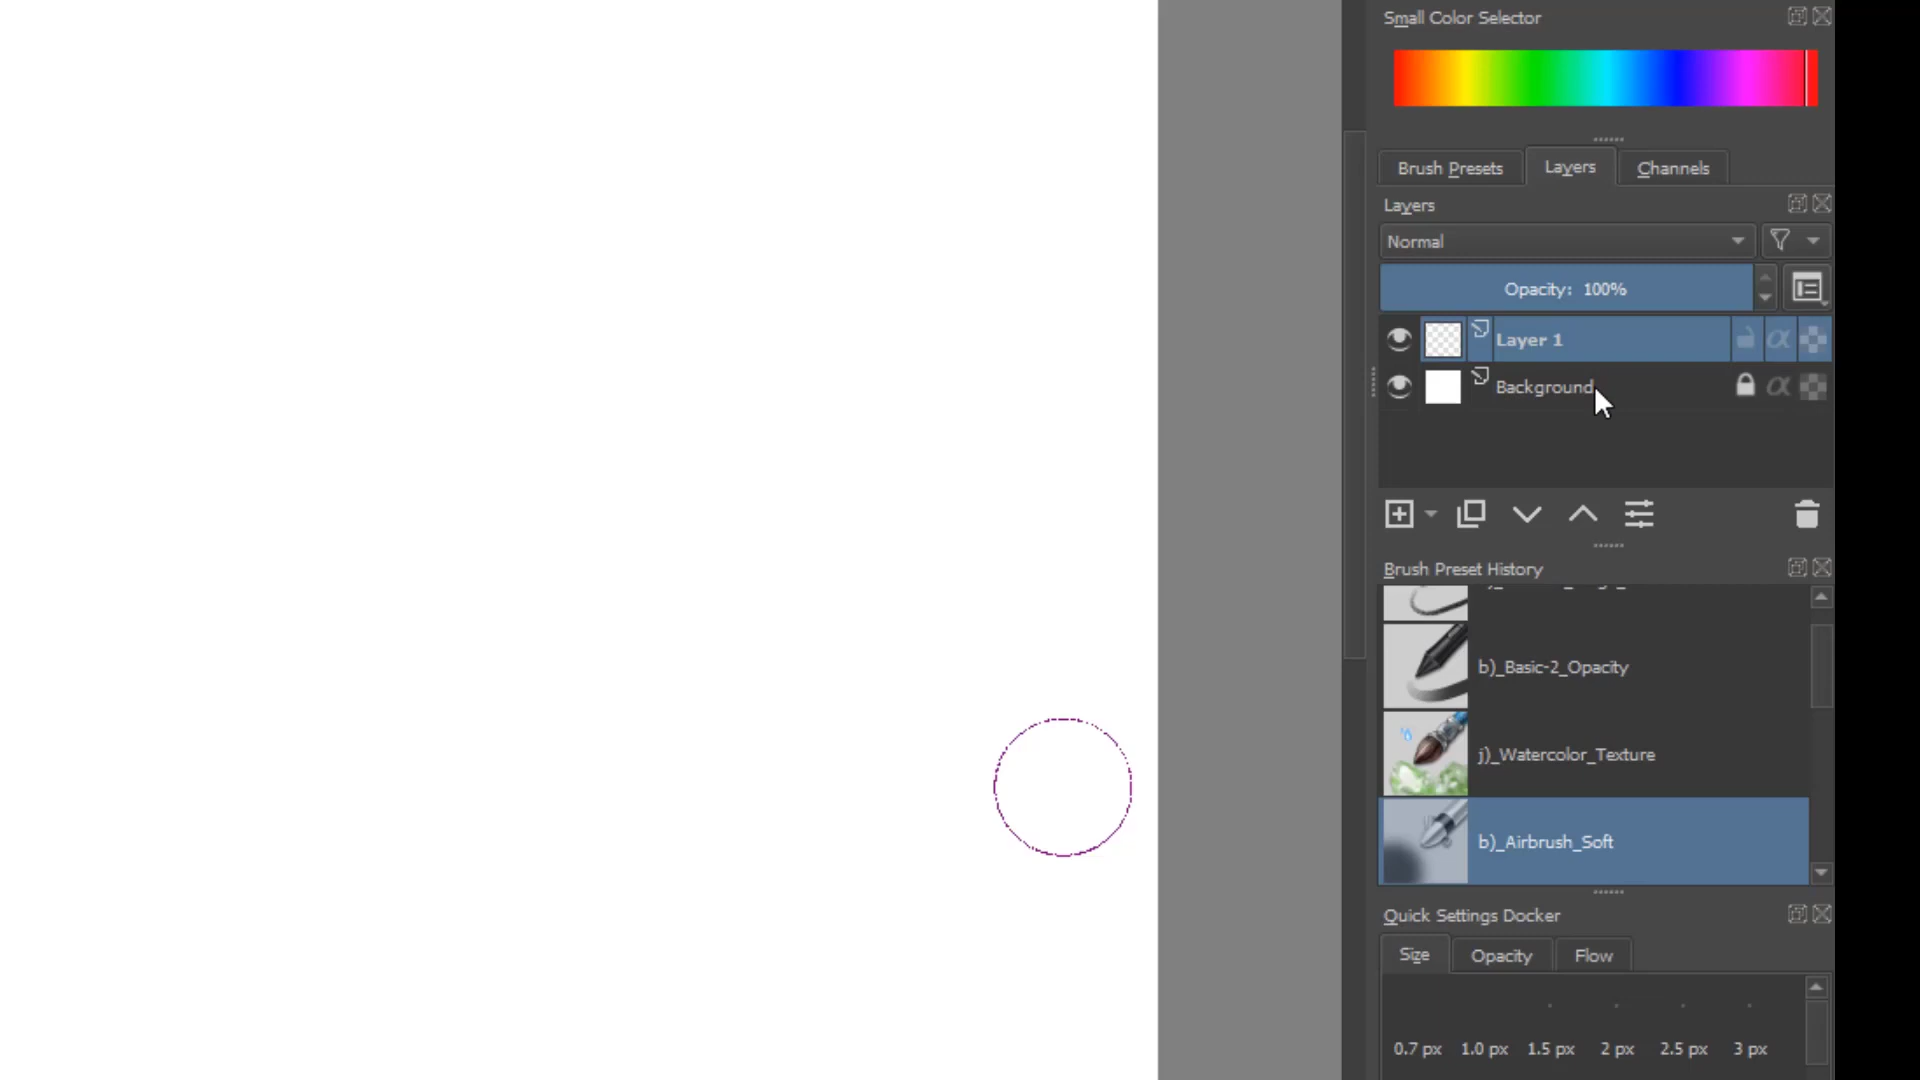 Small Color Selector
Brush Presets
Layers
Channels
Layers
Normal
Opacity: 100%
Layer 1
Background
Brush Preset History
b)_Basic-2_Opacity
j)_Watercolor_Texture
b)_Airbrush_Soft
Quick Settings Docker
Size
Opacity
Flow
0.7 px
1.0 px
1.5 px
2 px
2.5 px
3 px